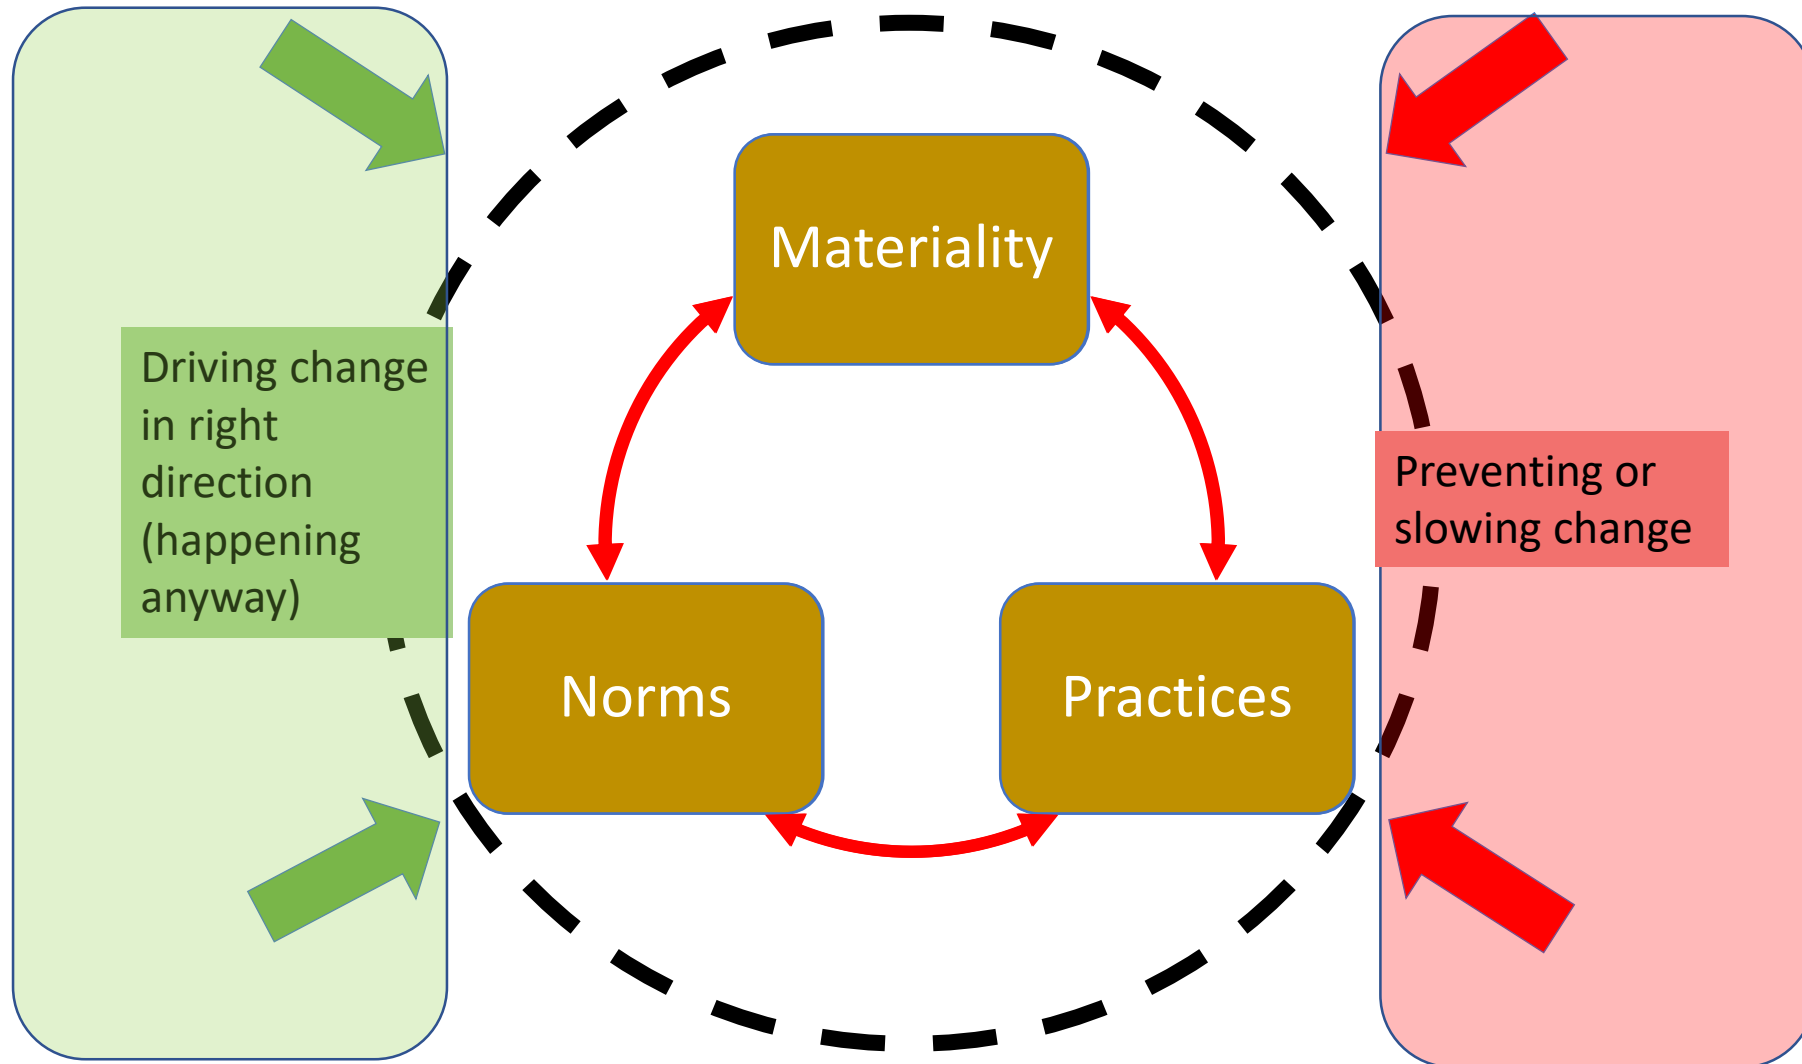 Materiality
Driving change
in right
direction
(happening
anyway)
Preventing or
slowing change
Norms
Practices